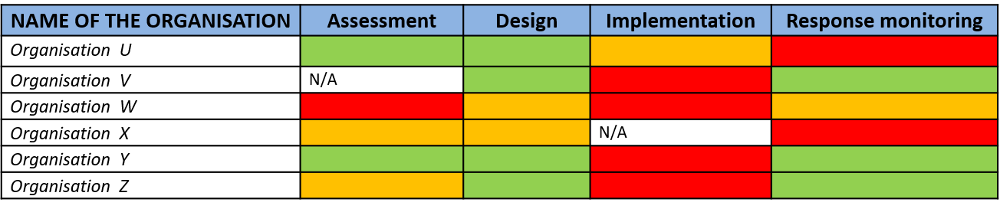 NAME OF THE ORGANISATION Assessment Design Implementation Response monitoring
Organisation U
Organisation V N/A
Organisation W
Organisation X N/A
Organisation Y
Organisation Z